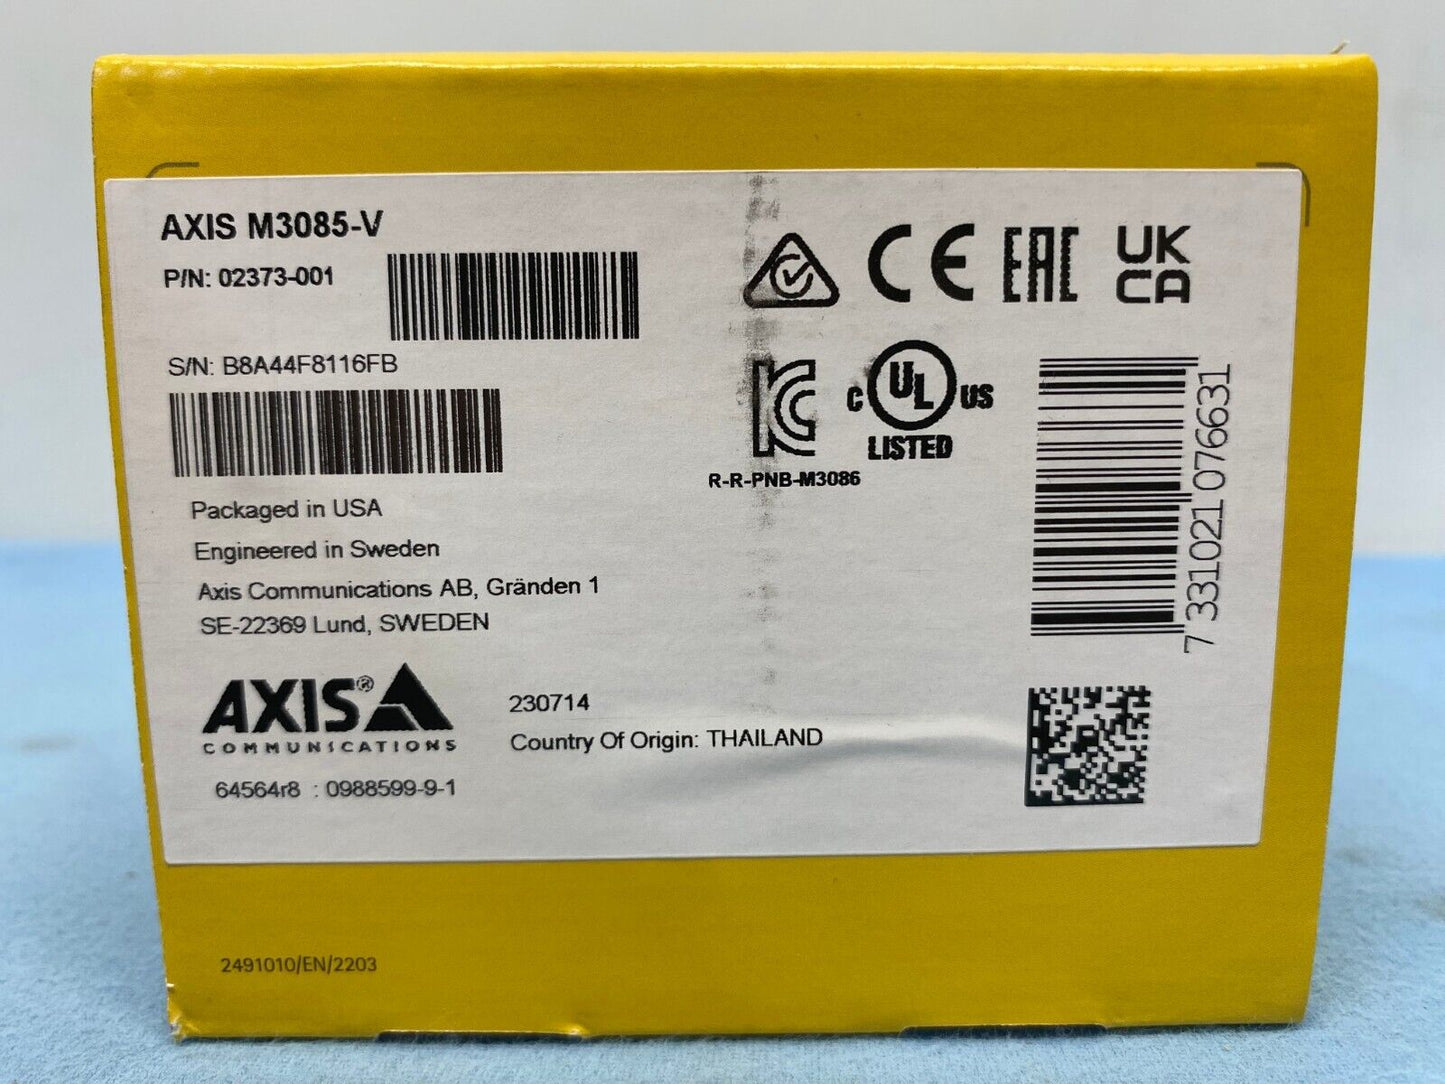 AXIS M3085-V
P/N: 02373-001
S/N: B8A44F8116FB
Packaged in USA
Engineered in Sweden
Axis Communications AB, Gränden 1
SE-22369 Lund, SWEDEN
AXIS®
COMMUNICATIONS
64564r8 : 0988599-9-1
230714
Country Of Origin: THAILAND
CE EAC UK
CA
KC
C UL US
LISTED
R-R-PNB-M3086
7 331021 076631
2491010/EN/2203